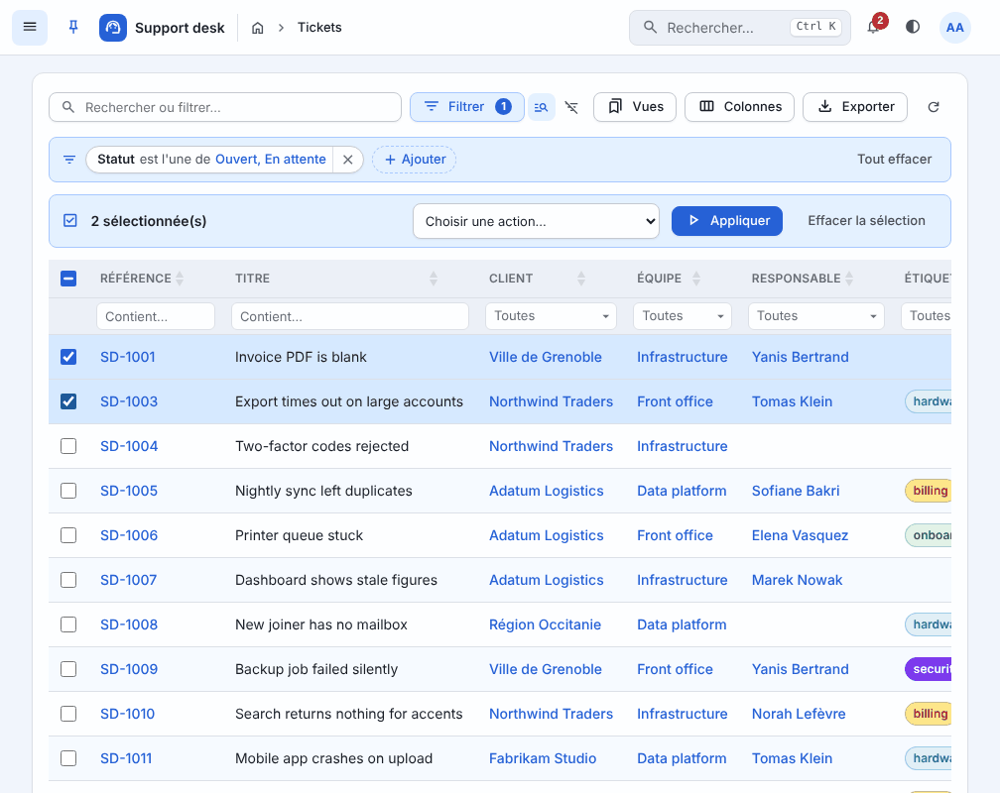 Support desk
Tickets
Rechercher...
Ctrl K
2
AA
Rechercher ou filtrer...
Filtrer 1
Vues
Colonnes
Exporter
Statut est l'une de Ouvert, En attente
Ajouter
Tout effacer
2 sélectionnée(s)
Choisir une action...
Appliquer
Effacer la sélection
RÉFÉRENCE TITRE CLIENT ÉQUIPE RESPONSABLE ÉTIQUET
Contient... Contient... Toutes Toutes Toutes Toutes
SD-1001 Invoice PDF is blank Ville de Grenoble Infrastructure Yanis Bertrand
SD-1003 Export times out on large accounts Northwind Traders Front office Tomas Klein hardwa
SD-1004 Two-factor codes rejected Northwind Traders Infrastructure
SD-1005 Nightly sync left duplicates Adatum Logistics Data platform Sofiane Bakri billing
SD-1006 Printer queue stuck Adatum Logistics Front office Elena Vasquez onboar
SD-1007 Dashboard shows stale figures Adatum Logistics Infrastructure Marek Nowak
SD-1008 New joiner has no mailbox Région Occitanie Data platform hardwa
SD-1009 Backup job failed silently Ville de Grenoble Front office Yanis Bertrand securit
SD-1010 Search returns nothing for accents Northwind Traders Infrastructure Norah Lefèvre billing
SD-1011 Mobile app crashes on upload Fabrikam Studio Data platform Tomas Klein hardwa